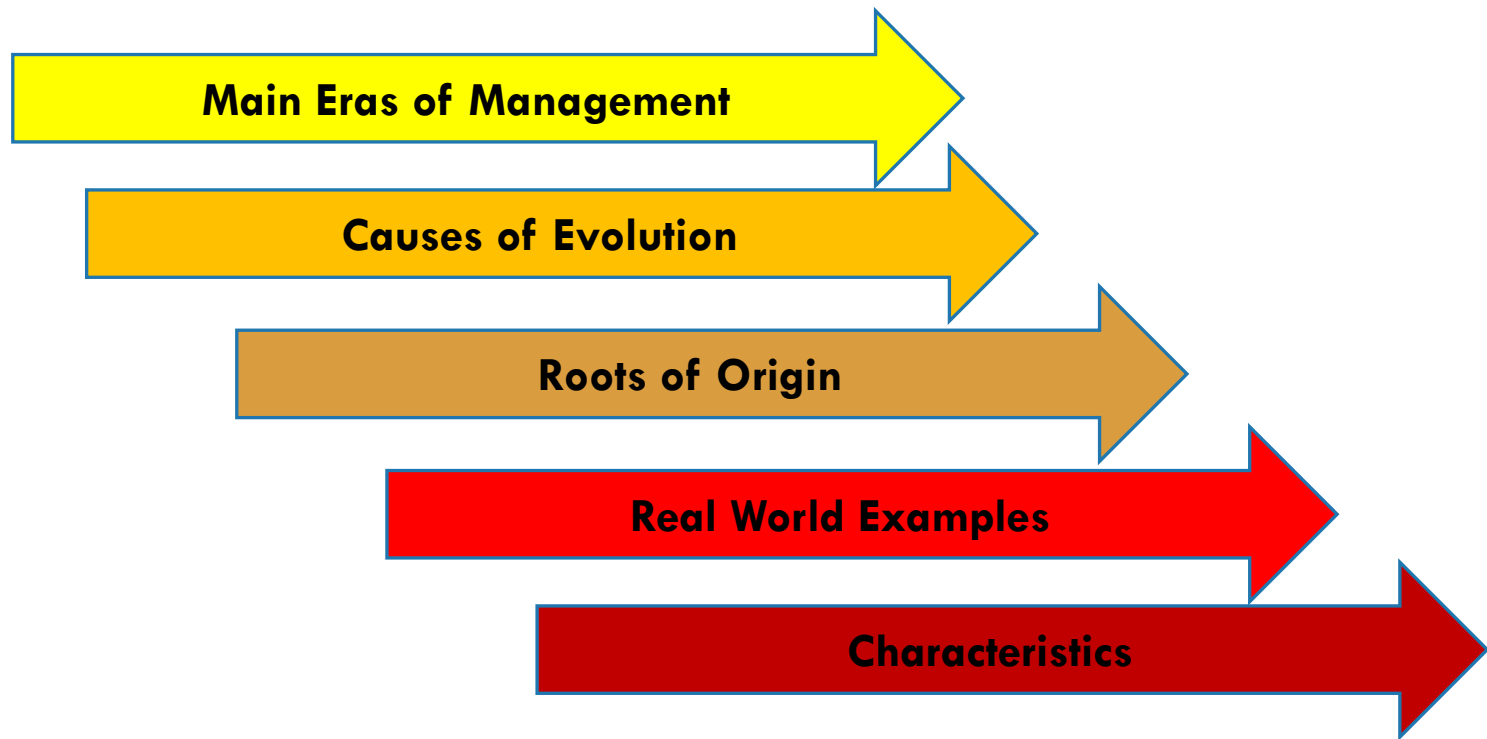 Main Eras of Management
Causes of Evolution
Roots of Origin
Real World Examples
Characteristics